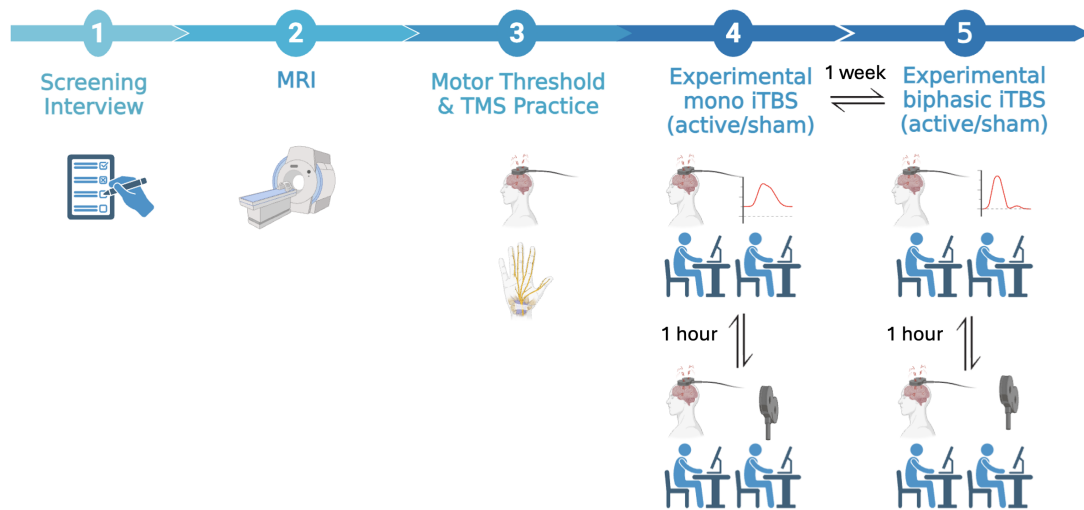 1
2
3
4
5
Screening
Interview
MRI
Motor Threshold
& TMS Practice
Experimental
mono iTBS
(active/sham)
1 week
Experimental
biphasic iTBS
(active/sham)
1 hour
1 hour